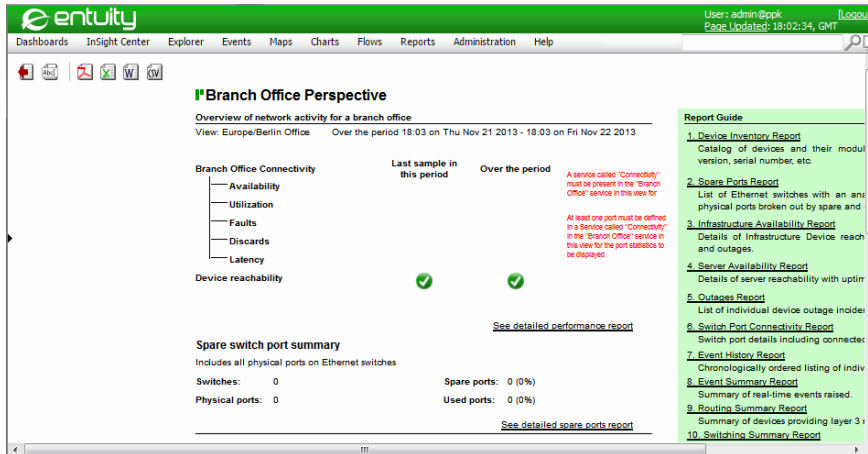 entuity
User: admin@ppk [Logou
Page Updated: 18:02:34, GMT
Dashboards InSight Center Explorer Events Maps Charts Flows Reports Administration Help
Abc W CSV
Branch Office Perspective
Overview of network activity for a branch office
View: Europe/Berlin Office Over the period 18:03 on Thu Nov 21 2013 - 18:03 on Fri Nov 22 2013
Branch Office Connectivity
Last sample in
this period
Over the period
Availability
Utilization
Faults
Discards
Latency
A service called "Connectivity"
must be present in the "Branch
Office" service in this view for
At least one port must be defined
in a Service called "Connectivity"
in the "Branch Office" service in
this view for the port statistics to
be displayed
Device reachability
See detailed performance report
Spare switch port summary
Includes all physical ports on Ethernet switches
Switches: 0 Spare ports: 0 (0%)
Physical ports: 0 Used ports: 0 (0%)
See detailed spare ports report
Report Guide
1. Device Inventory Report
Catalog of devices and their modul
version, serial number, etc.
2. Spare Ports Report
List of Ethernet switches with an ana
physical ports broken out by spare and
3. Infrastructure Availability Report
Details of Infrastructure Device reach
and outages.
4. Server Availability Report
Details of server reachability with uptim
5. Outages Report
List of individual device outage incider
6. Switch Port Connectivity Report
Switch port details including connected
7. Event History Report
Chronologically ordered listing of indiv
8. Event Summary Report
Summary of real-time events raised.
9. Routing Summary Report
Summary of devices providing layer 3 r
10. Switching Summary Report